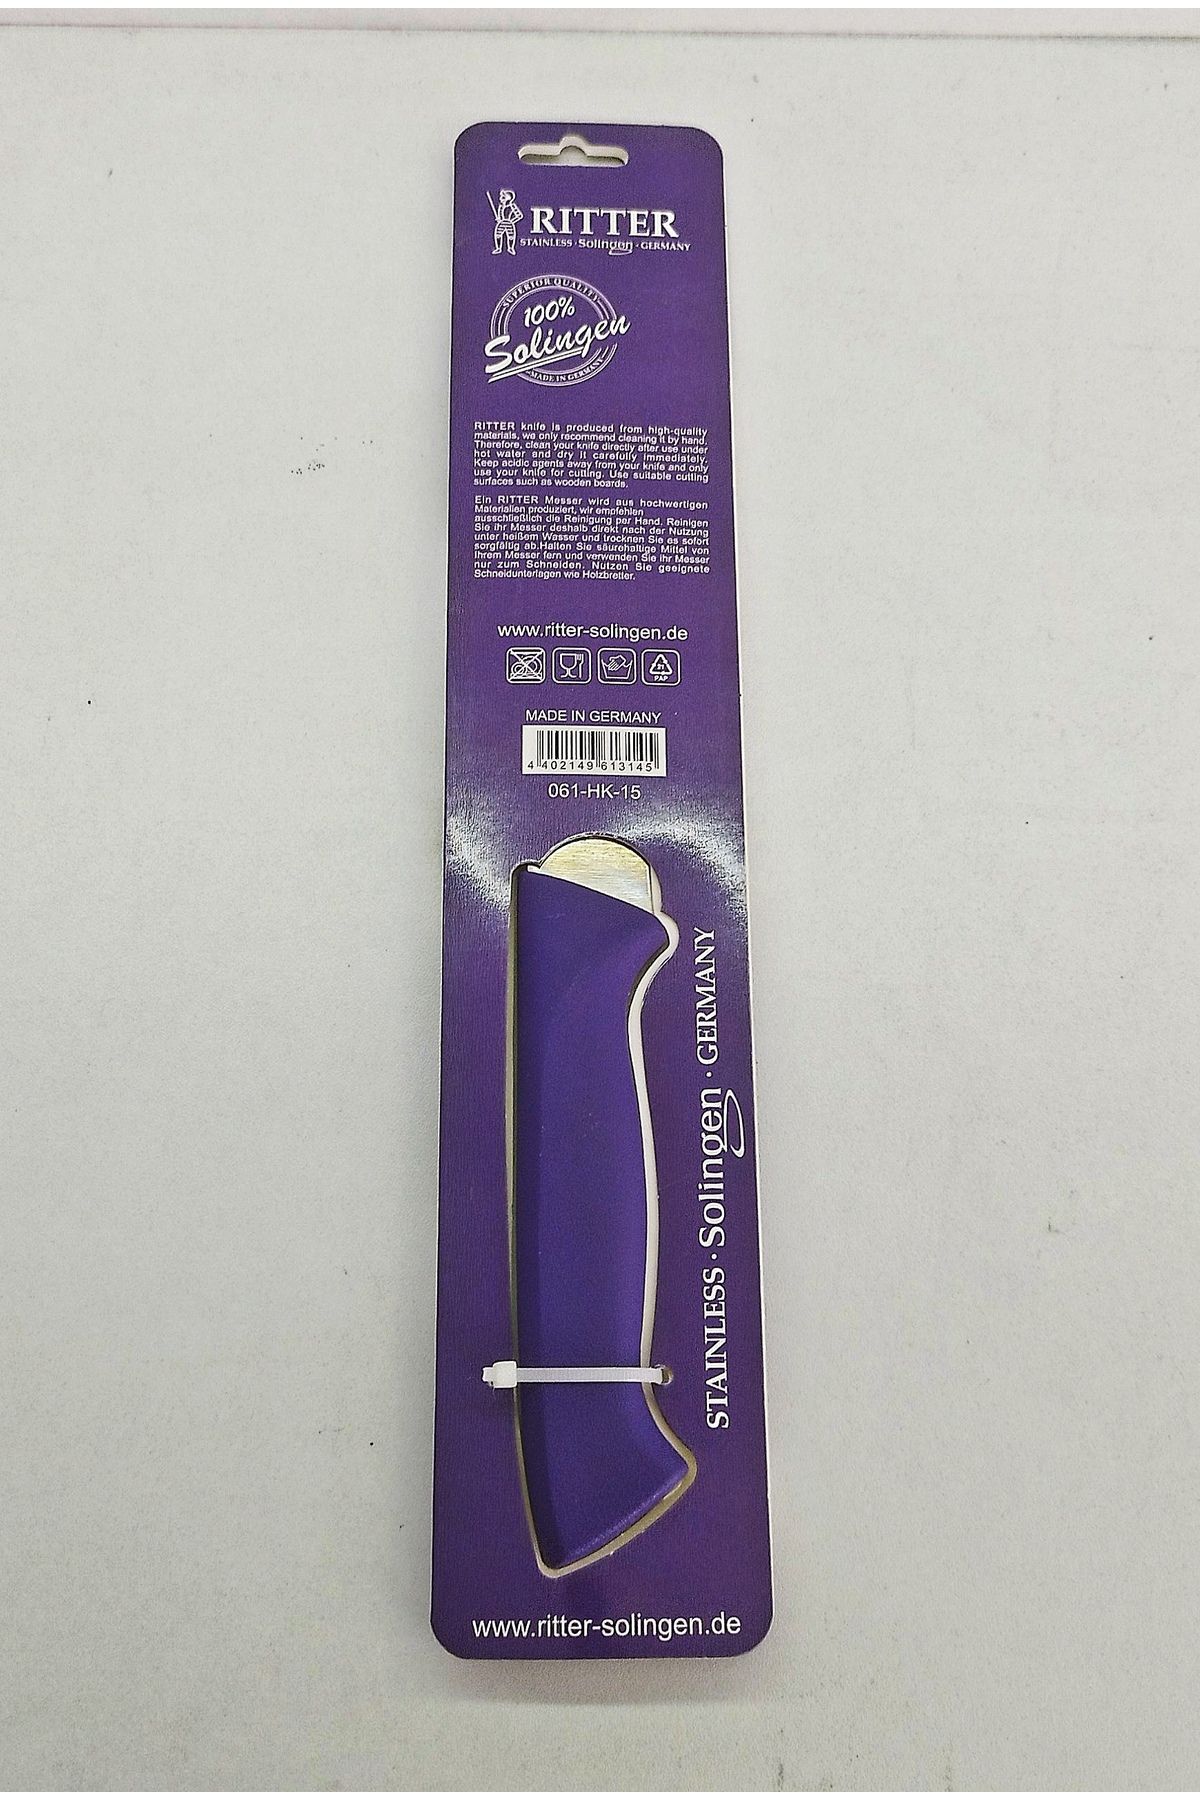 RITTER
STAINLESS · Solingen · GERMANY
SUPERIOR QUALITY
100%
Solingen
MADE IN GERMANY
RITTER knife is produced from high-quality
materials, we only recommend cleaning it by hand.
Therefore, clean your knife directly after use under
hot water and dry it carefully immediately.
Keep acidic agents away from your knife and only
use your knife for cutting. Use suitable cutting
surfaces such as wooden boards.
Ein RITTER Messer wird aus hochwertigen
Materialien produziert, wir empfehlen
ausschließlich die Reinigung per Hand. Reinigen
Sie ihr Messer deshalb direkt nach der Nutzung
unter heißem Wasser und trocknen Sie es sofort
sorgfältig ab.Halten Sie säurehaltige Mittel von
Ihrem Messer fern und verwenden Sie ihr Messer
nur zum Schneiden. Nutzen Sie geeignete
Schneidunterlagen wie Holzbretter.
www.ritter-solingen.de
21
PAP
MADE IN GERMANY
4 402149 613145
061-HK-15
STAINLESS · Solingen · GERMANY
www.ritter-solingen.de